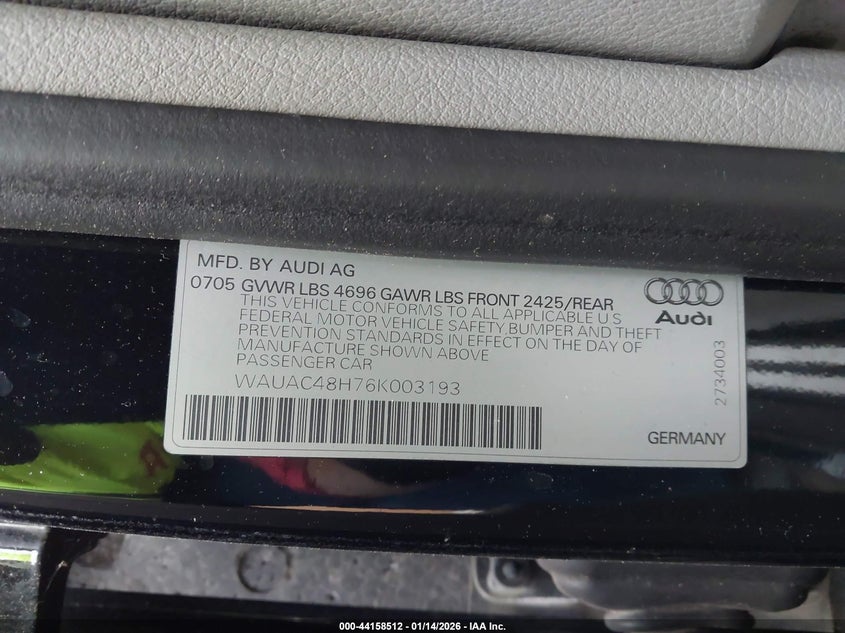 MFD. BY AUDI AG
0705 GVWR LBS 4696 GAWR LBS FRONT 2425/REAR
THIS VEHICLE CONFORMS TO ALL APPLICABLE U S
FEDERAL MOTOR VEHICLE SAFETY, BUMPER AND THEFT
PREVENTION STANDARDS IN EFFECT ON THE DAY OF
MANUFACTURE SHOWN ABOVE
PASSENGER CAR
WAUAC48H76K003193
Audi
2734003
GERMANY
000-44158512 - 01/14/2026 - IAA Inc.